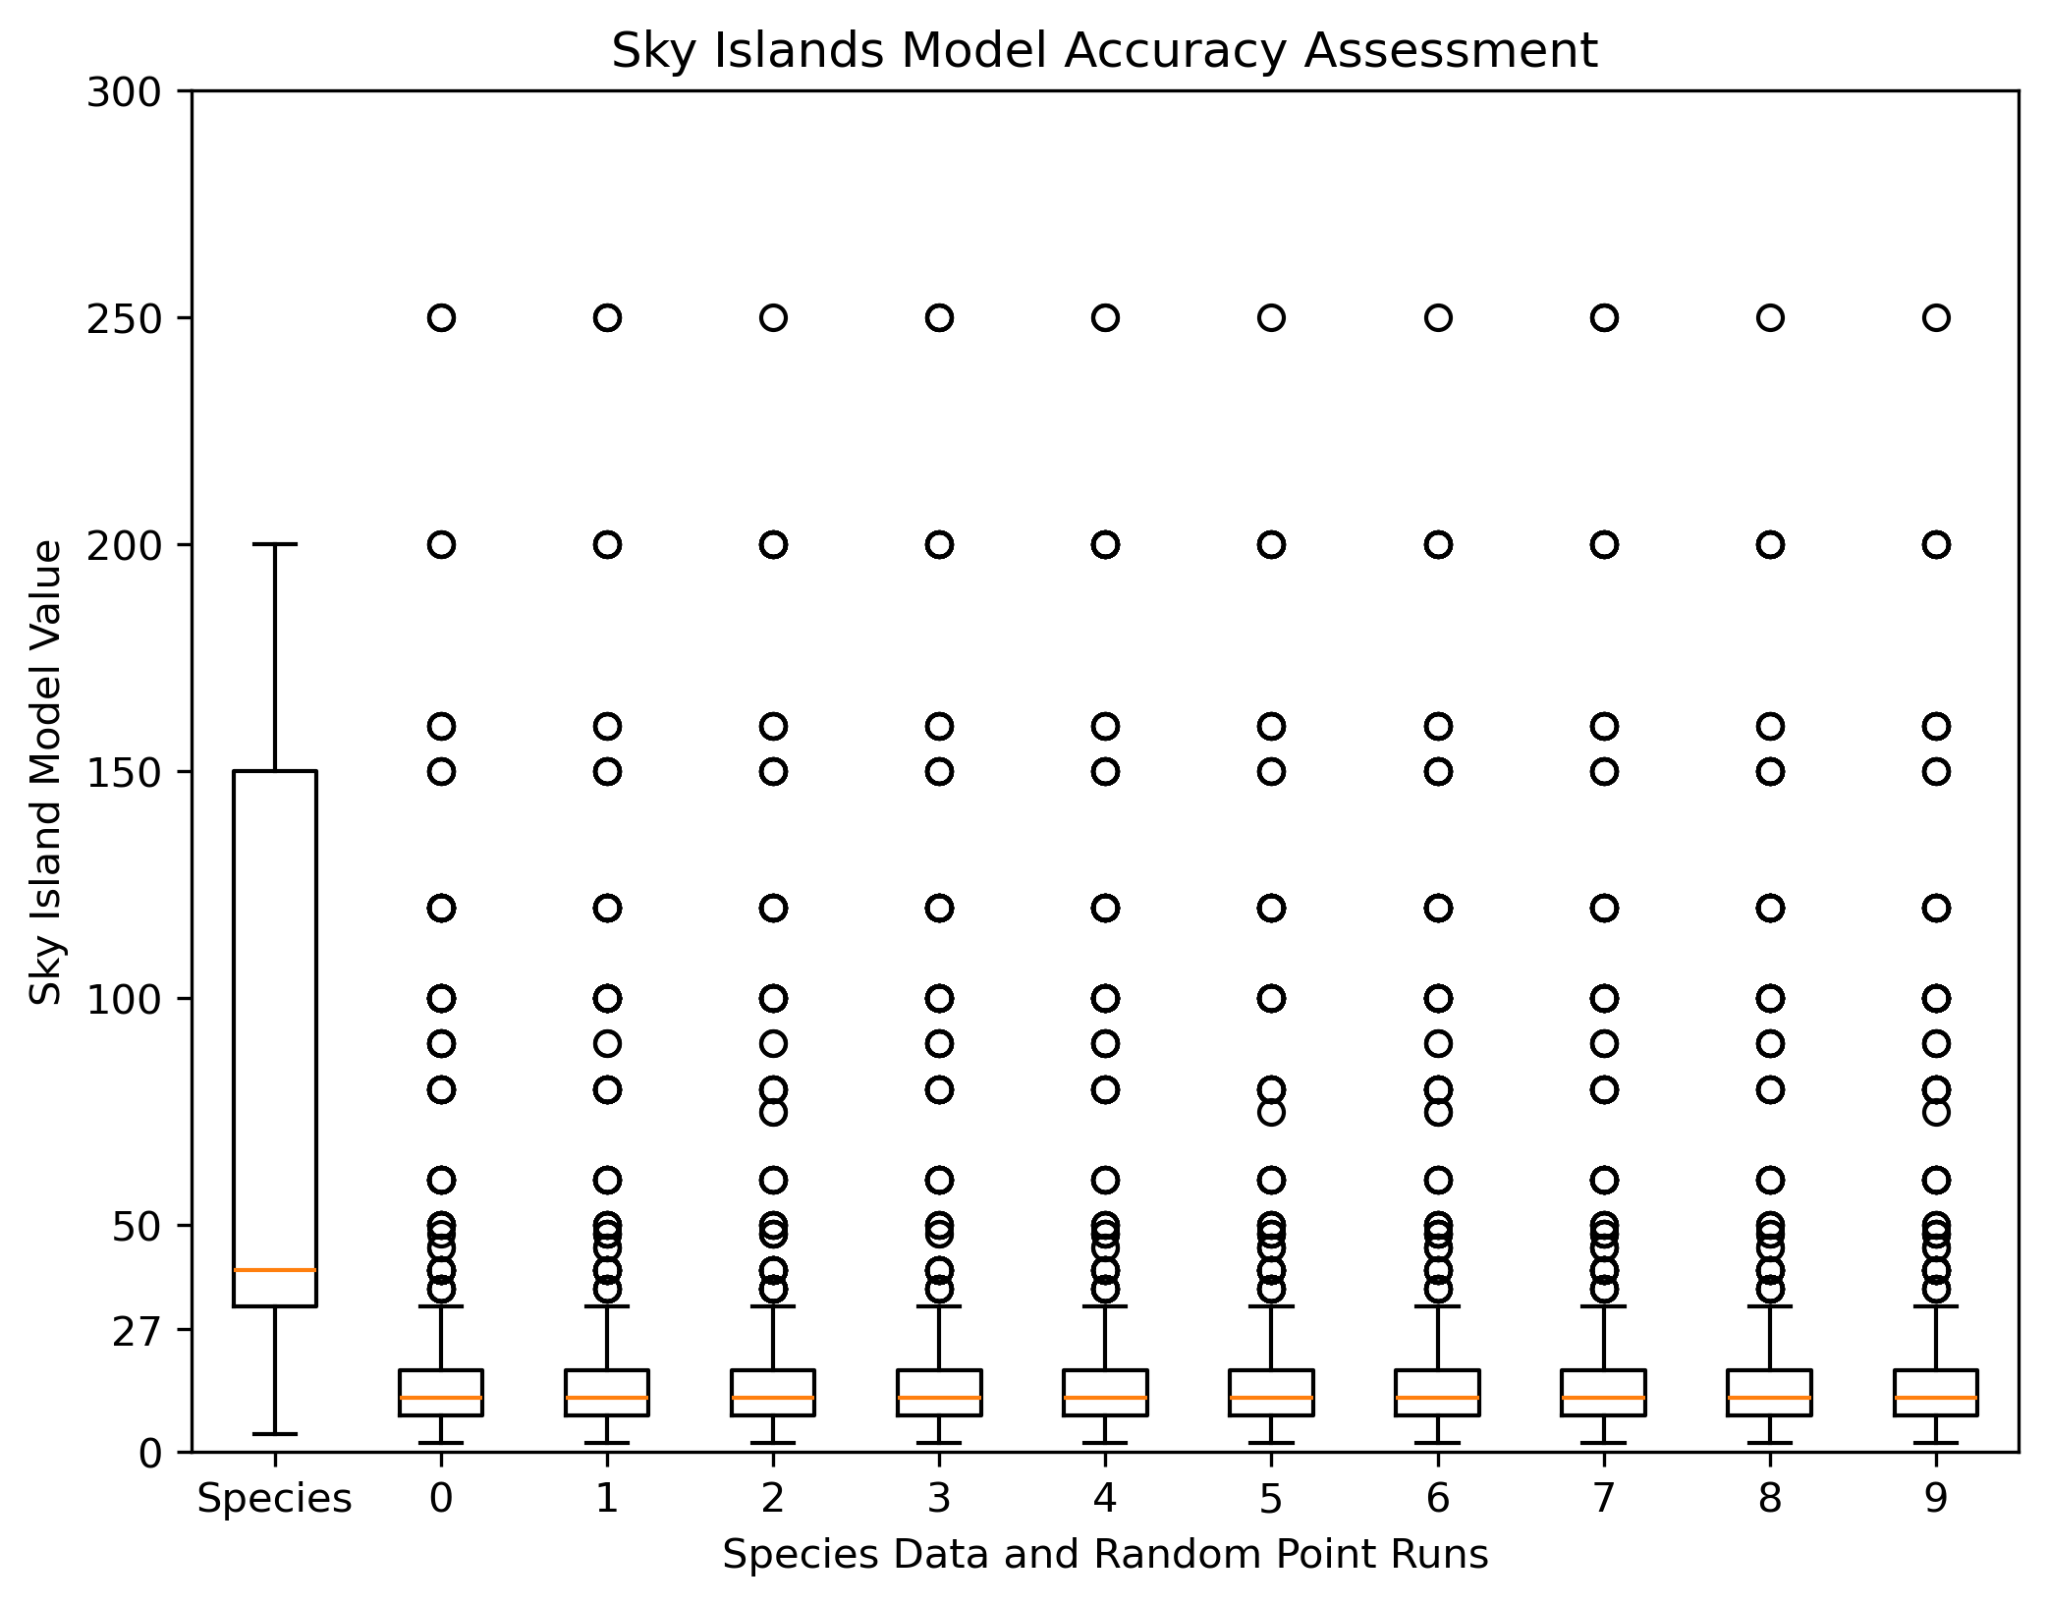 Sky Islands Model Accuracy Assessment
300
250
200
150
100
50
27
0
Sky Island Model Value
Species 0 1 2 3 4 5 6 7 8 9
Species Data and Random Point Runs